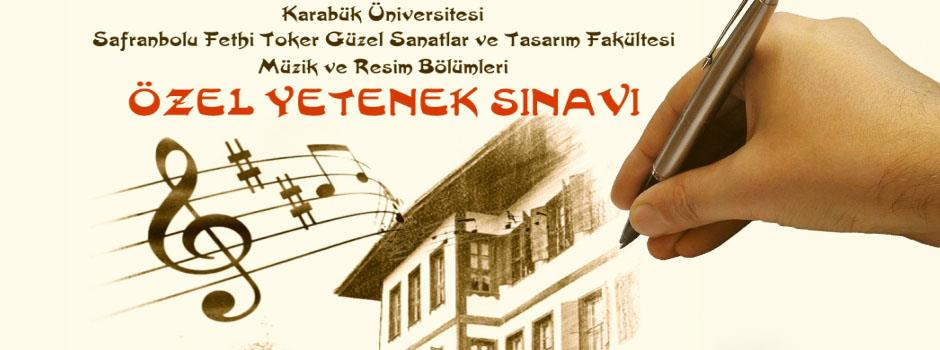 Karabük Üniversitesi
Safranbolu Fethi Toker Güzel Sanatlar ve Tasarım Fakültesi
Müzik ve Resim Bölümleri
ÖZEL YETENEK SINAVI